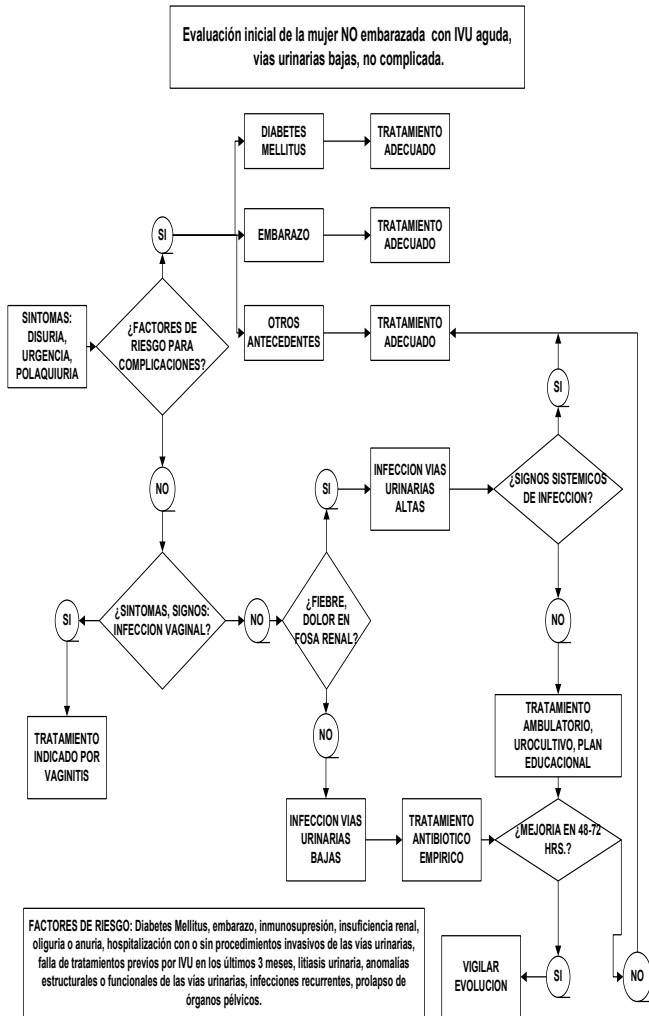 Evaluación inicial de la mujer NO embarazada con IVU aguda,
vias urinarias bajas, no complicada.
DIABETES
MELLITUS
TRATAMIENTO
ADECUADO
SI
EMBARAZO
TRATAMIENTO
ADECUADO
SINTOMAS:
DISURIA,
URGENCIA,
POLAQUIURIA
¿FACTORES DE
RIESGO PARA
COMPLICACIONES?
OTROS
ANTECEDENTES
TRATAMIENTO
ADECUADO
SI
NO
SI
INFECCION VIAS
URINARIAS
ALTAS
¿SIGNOS SISTEMICOS
DE INFECCION?
SI
¿SINTOMAS, SIGNOS:
INFECCION VAGINAL?
NO
¿FIEBRE,
DOLOR EN
FOSA RENAL?
NO
TRATAMIENTO
INDICADO POR
VAGINITIS
NO
TRATAMIENTO
AMBULATORIO,
UROCULTIVO, PLAN
EDUCACIONAL
INFECCION VIAS
URINARIAS
BAJAS
TRATAMIENTO
ANTIBIOTICO
EMPIRICO
¿MEJORIA EN 48-72
HRS.?
FACTORES DE RIESGO: Diabetes Mellitus, embarazo, inmunosupresión, insuficiencia renal,
oliguria o anuria, hospitalización con o sin procedimientos invasivos de las vías urinarias,
falla de tratamientos previos por IVU en los últimos 3 meses, litiasis urinaria, anomalías
estructurales o funcionales de las vías urinarias, infecciones recurrentes, prolapso de
órganos pélvicos.
VIGILAR
EVOLUCION
SI
NO